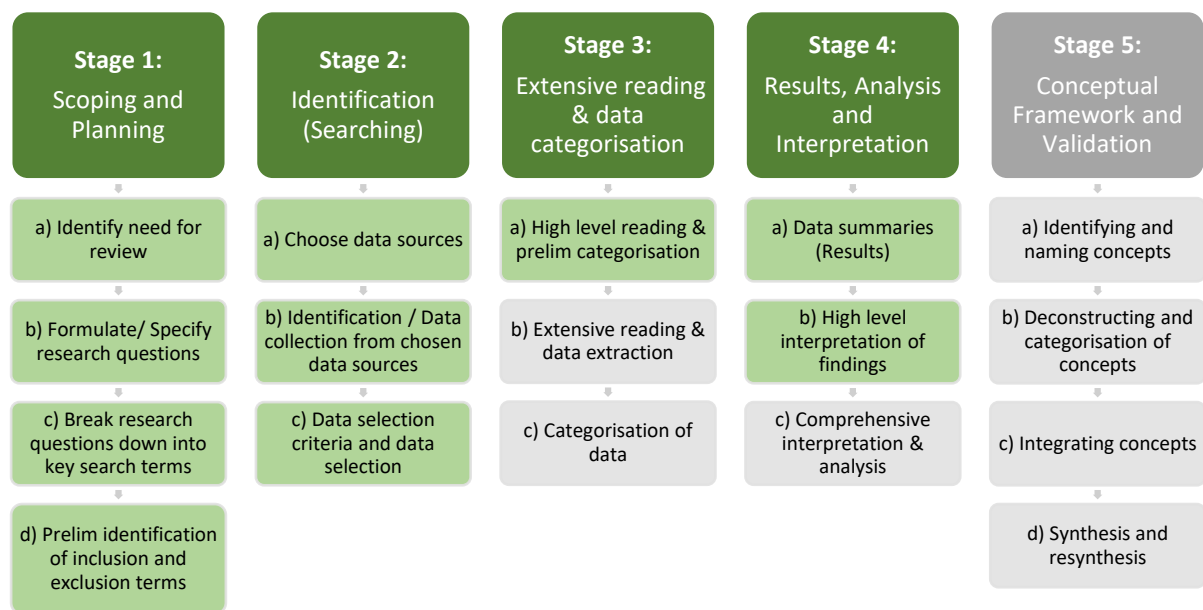 Stage 1:
Scoping and
Planning
a) Identify need for
review
b) Formulate/ Specify
research questions
c) Break research
questions down into
key search terms
d) Prelim identification
of inclusion and
exclusion terms
Stage 2:
Identification
(Searching)
a) Choose data sources
b) Identification / Data
collection from chosen
data sources
c) Data selection
criteria and data
selection
Stage 3:
Extensive reading
& data
categorisation
a) High level reading &
prelim categorisation
b) Extensive reading &
& data extraction
c) Categorisation of
data
Stage 4:
Results, Analysis
and
Interpretation
a) Data summaries
(Results)
b) High level
interpretation of
findings
c) Comprehensive
interpretation &
analysis
Stage 5:
Conceptual
Framework and
Validation
a) Identifying and
naming concepts
b) Deconstructing and
categorisation of
concepts
c) Integrating concepts
d) Synthesis and
resynthesis